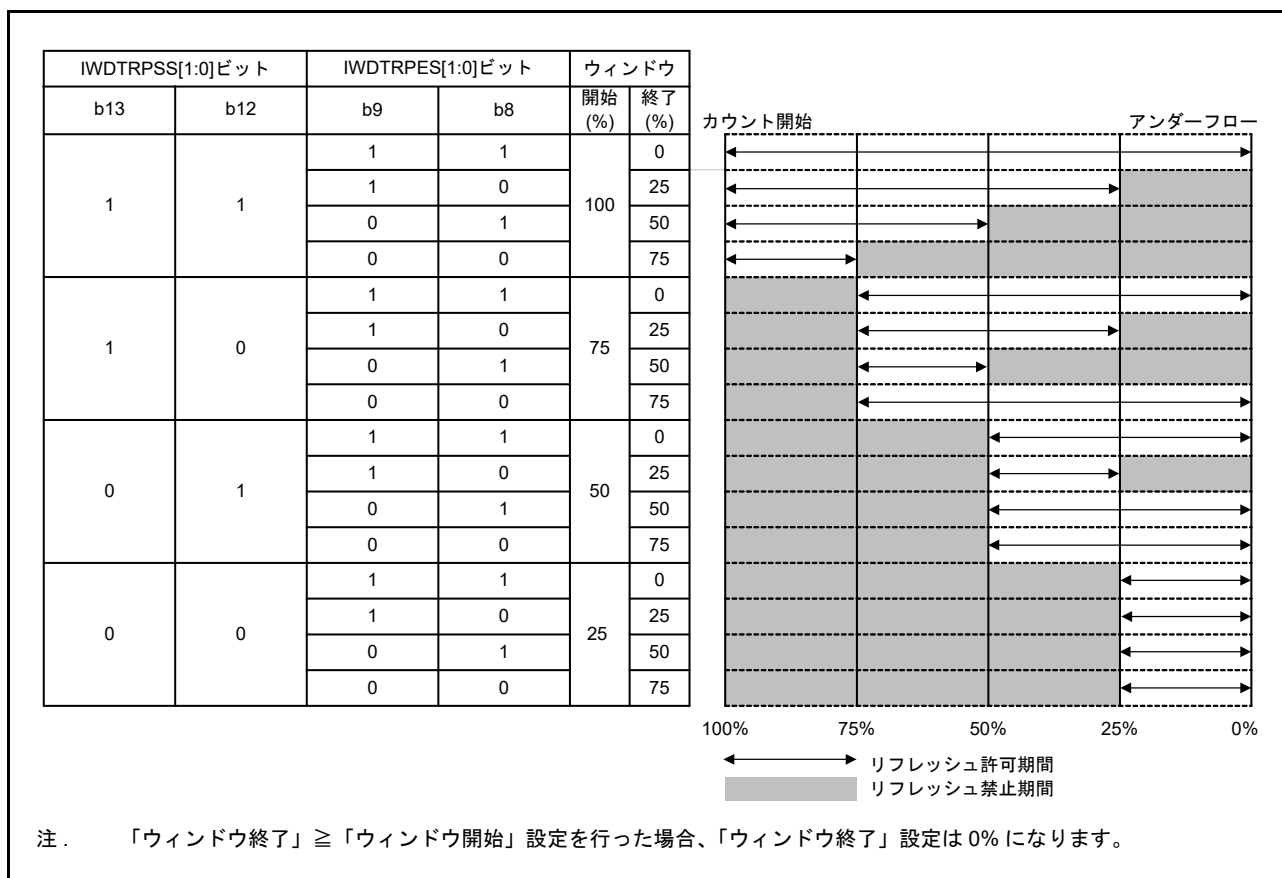 IWDTRPSS[1:0]ビット IWDTRPES[1:0]ビット ウィンドウ
b13 b12 b9 b8 開始(%) 終了(%)
カウント開始 アンダーフロー
1 1 1 1 100 0
1 0 25
0 1 50
0 0 75
1 0 1 1 75 0
1 0 25
0 1 50
0 0 75
0 1 1 1 50 0
1 0 25
0 1 50
0 0 75
0 0 1 1 25 0
1 0 25
0 1 50
0 0 75
100% 75% 50% 25% 0%
リフレッシュ許可期間
リフレッシュ禁止期間
注. 「ウィンドウ終了」≧「ウィンドウ開始」設定を行った場合、「ウィンドウ終了」設定は 0% になります。